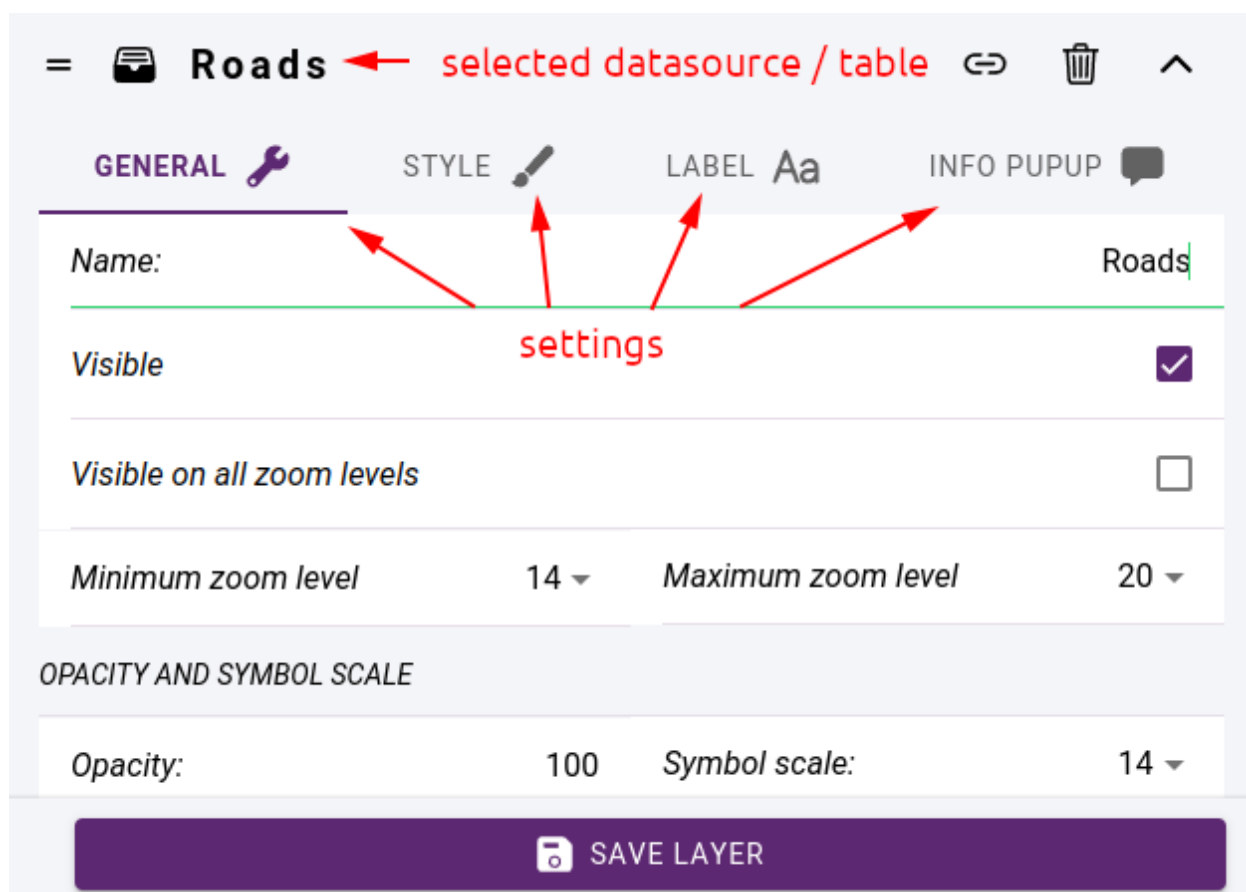 Roads selected datasource / table
GENERAL STYLE LABEL Aa INFO PUPUP
Name: Roads
settings
Visible
Visible on all zoom levels
Minimum zoom level 14 Maximum zoom level 20
OPACITY AND SYMBOL SCALE
Opacity: 100 Symbol scale: 14
SAVE LAYER